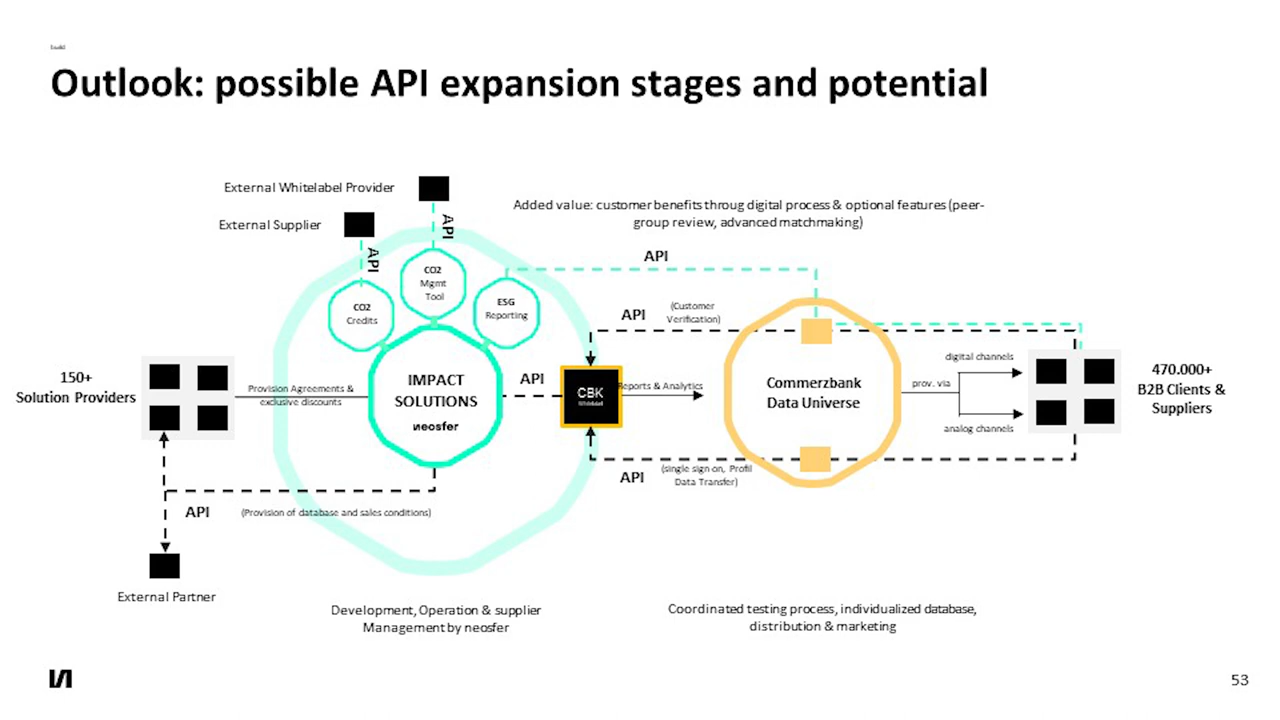 build
Outlook: possible API expansion stages and potential
External Whitelabel Provider
External Supplier
API
API
Added value: customer benefits throug digital process & optional features (peer-
group review, advanced matchmaking)
CO2
Mgmt
Tool
CO2
Credits
ESG
Reporting
API
API
(Customer
Verification)
150+
Solution Providers
Provision Agreements &
exclusive discounts
IMPACT
SOLUTIONS
neosfer
API
CBK
Whitelabel
Reports & Analytics
Commerzbank
Data Universe
prov. via
digital channels
analog channels
470.000+
B2B Clients &
Suppliers
API
(single sign on, Profil
Data Transfer)
API
(Provision of database and sales conditions)
External Partner
Development, Operation & supplier
Management by neosfer
Coordinated testing process, individualized database,
distribution & marketing
53